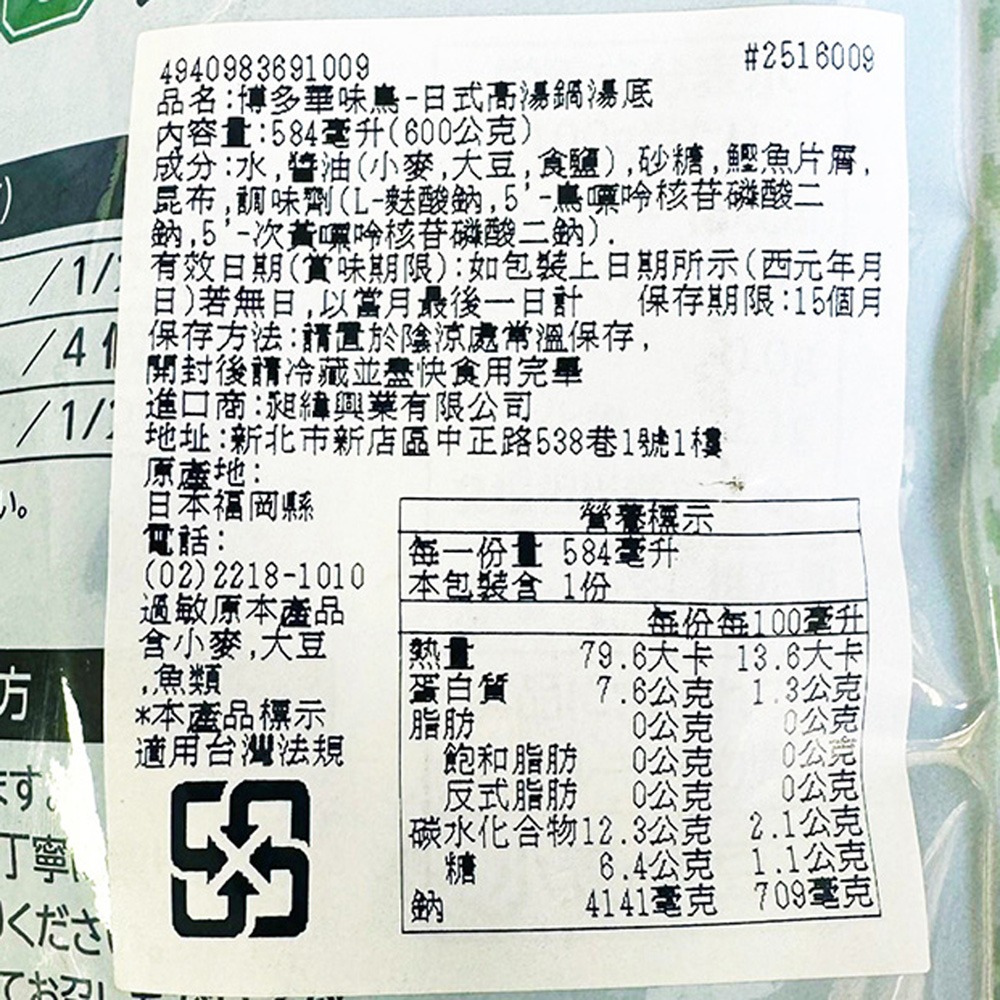 4940983691009 #2516009
品名:博多華味鳥-日式高湯鍋湯底
內容量:584毫升(600公克)
成分:水,醬油(小麥,大豆,食鹽),砂糖,鰹魚片屑,
昆布,調味劑(L-麩酸鈉,5'-鳥嘌呤核苷磷酸二
鈉,5'-次黃嘌呤核苷磷酸二鈉).
有效日期(賞味期限):如包裝上日期所示(西元年月
日)若無日,以當月最後一日計 保存期限:15個月
保存方法:請置於陰涼處常溫保存,
開封後請冷藏並盡快食用完畢
進口商:昶緯興業有限公司
地址:新北市新店區中正路538巷1號1樓
原產地:
日本福岡縣
電話:
(02)2218-1010
過敏原本產品
含小麥,大豆
,魚類
*本產品標示
適用台灣法規
營養標示
每一份量 584毫升
本包裝含 1份
每份 每100毫升
熱量 79.6大卡 13.6大卡
蛋白質 7.6公克 1.3公克
脂肪 0公克 0公克
飽和脂肪 0公克 0公克
反式脂肪 0公克 0公克
碳水化合物 12.3公克 2.1公克
糖 6.4公克 1.1公克
鈉 4141毫克 709毫克
/1/
/4
/1/
い。
方
ます。
丁寧
ください